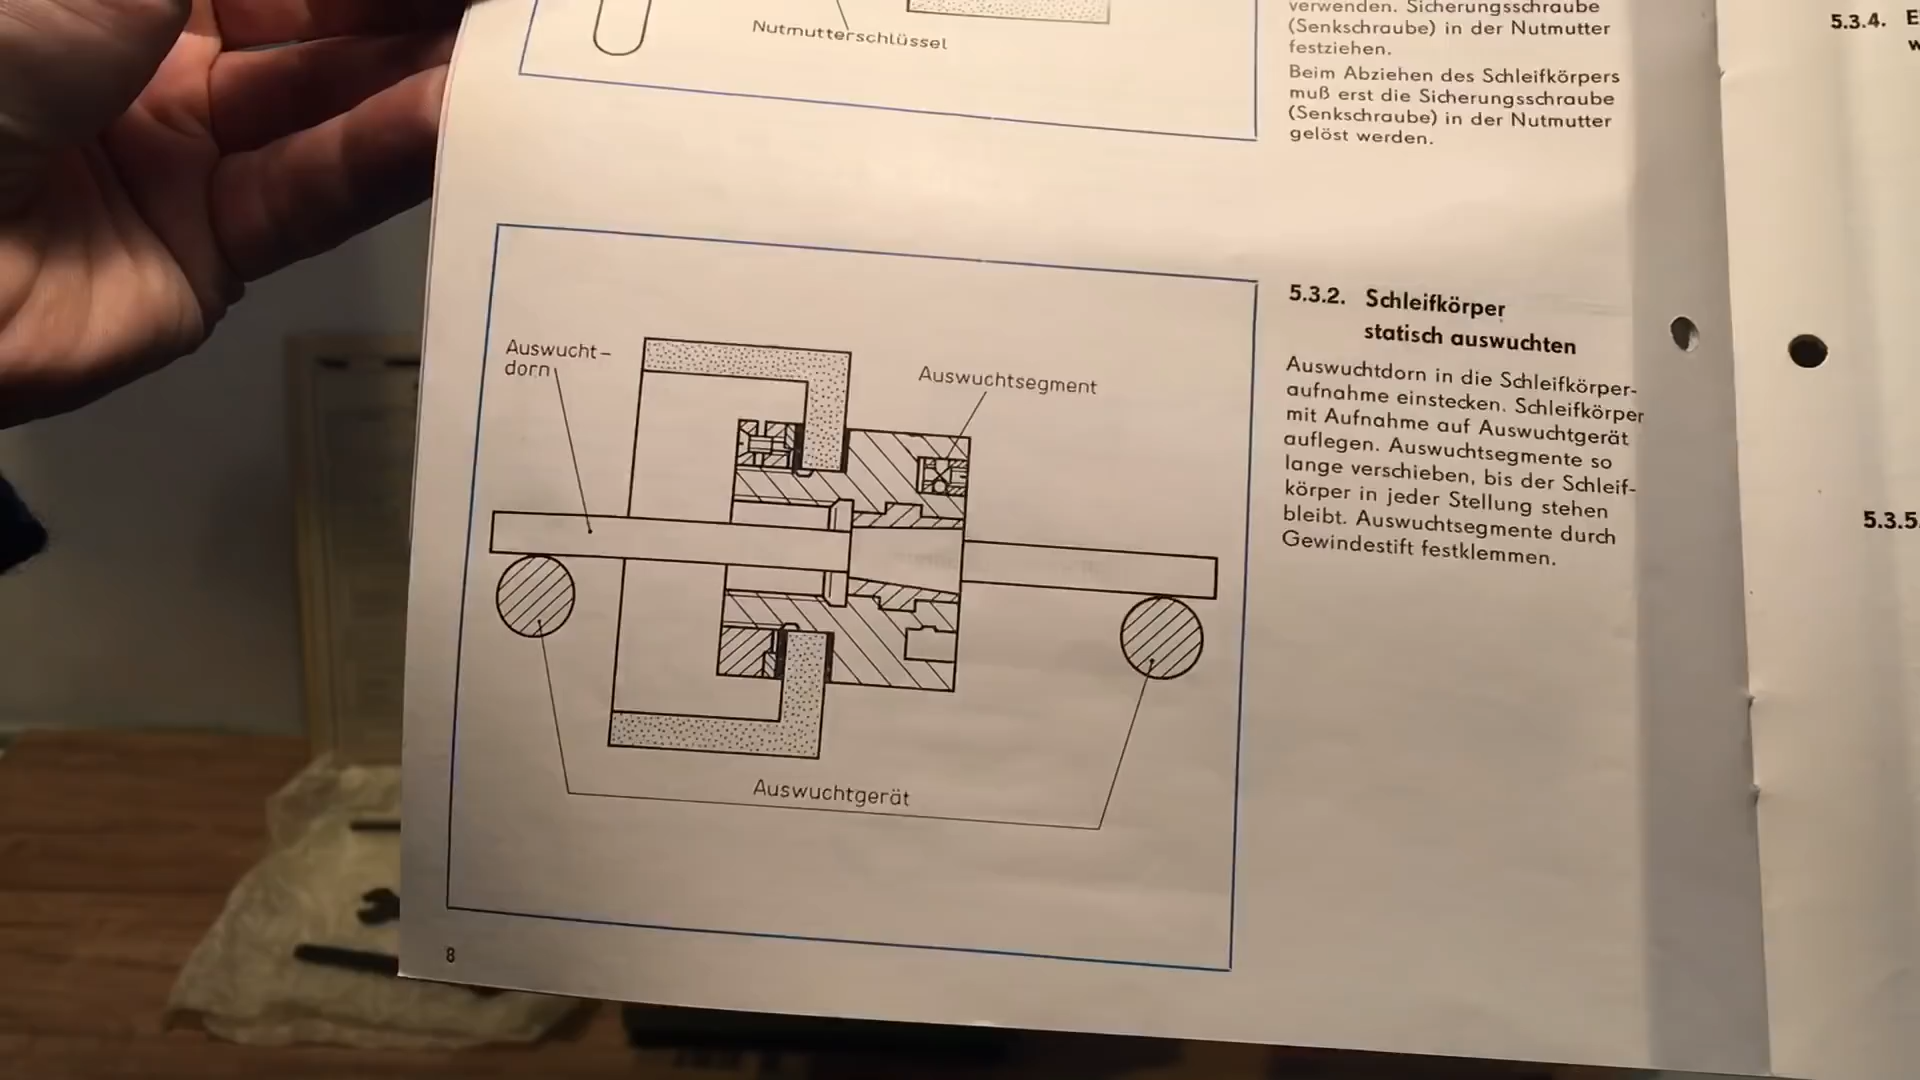 Nutmutterschlüssel
verwenden. Sicherungsschraube
(Senkschraube) in der Nutmutter
festziehen.
Beim Abziehen des Schleifkörpers
muß erst die Sicherungsschraube
(Senkschraube) in der Nutmutter
gelöst werden.
Auswucht-
dorn
Auswuchtsegment
Auswuchtgerät
5.3.2. Schleifkörper
statisch auswuchten
Auswuchtdorn in die Schleifkörper-
aufnahme einstecken. Schleifkörper
mit Aufnahme auf Auswuchtgerät
auflegen. Auswuchtsegmente so
lange verschieben, bis der Schleif-
körper in jeder Stellung stehen
bleibt. Auswuchtsegmente durch
Gewindestift festklemmen.
8
5.3.4. E
w
5.3.5.